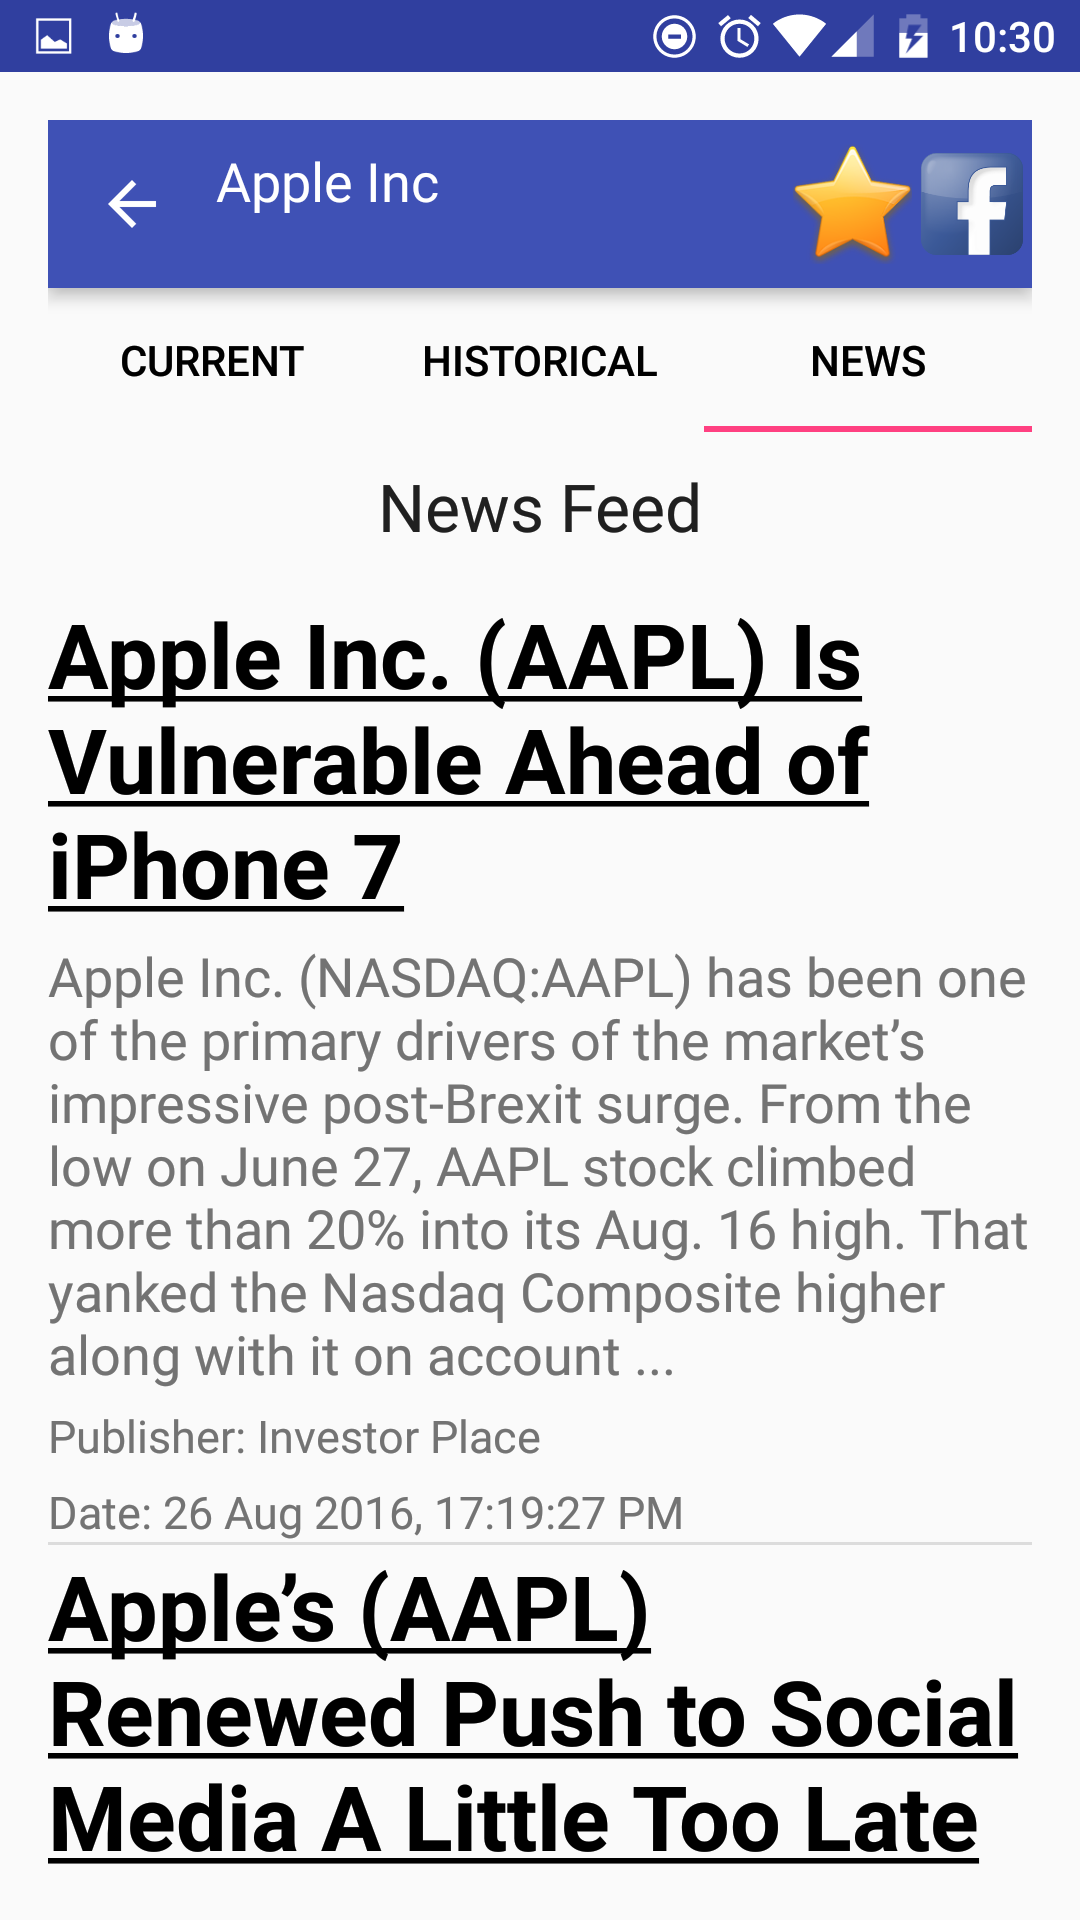 10:30
Apple Inc
CURRENT HISTORICAL NEWS
News Feed
Apple Inc. (AAPL) Is
Vulnerable Ahead of
iPhone 7
Apple Inc. (NASDAQ:AAPL) has been one
of the primary drivers of the market’s
impressive post-Brexit surge. From the
low on June 27, AAPL stock climbed
more than 20% into its Aug. 16 high. That
yanked the Nasdaq Composite higher
along with it on account ...
Publisher: Investor Place
Date: 26 Aug 2016, 17:19:27 PM
Apple’s (AAPL)
Renewed Push to Social
Media A Little Too Late